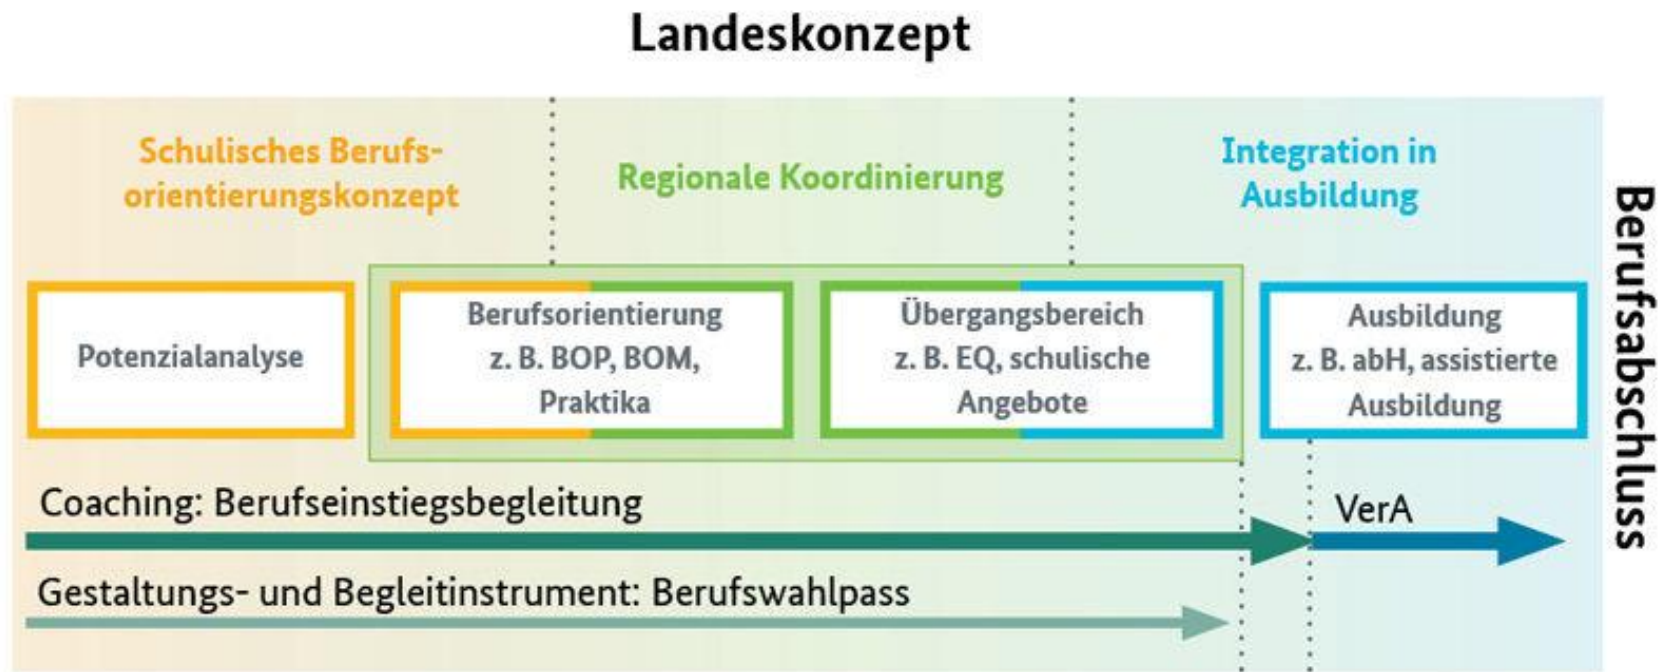 Landeskonzept
Schulisches Berufs-
orientierungskonzept
Regionale Koordinierung
Integration in
Ausbildung
Potenzialanalyse
Berufsorientierung
z. B. BOP, BOM,
Praktika
Übergangsbereich
z. B. EQ, schulische
Angebote
Ausbildung
z. B. abH, assistierte
Ausbildung
Berufsabschluss
Coaching: Berufseinstiegsbegleitung
VerA
Gestaltungs- und Begleitinstrument: Berufswahlpass